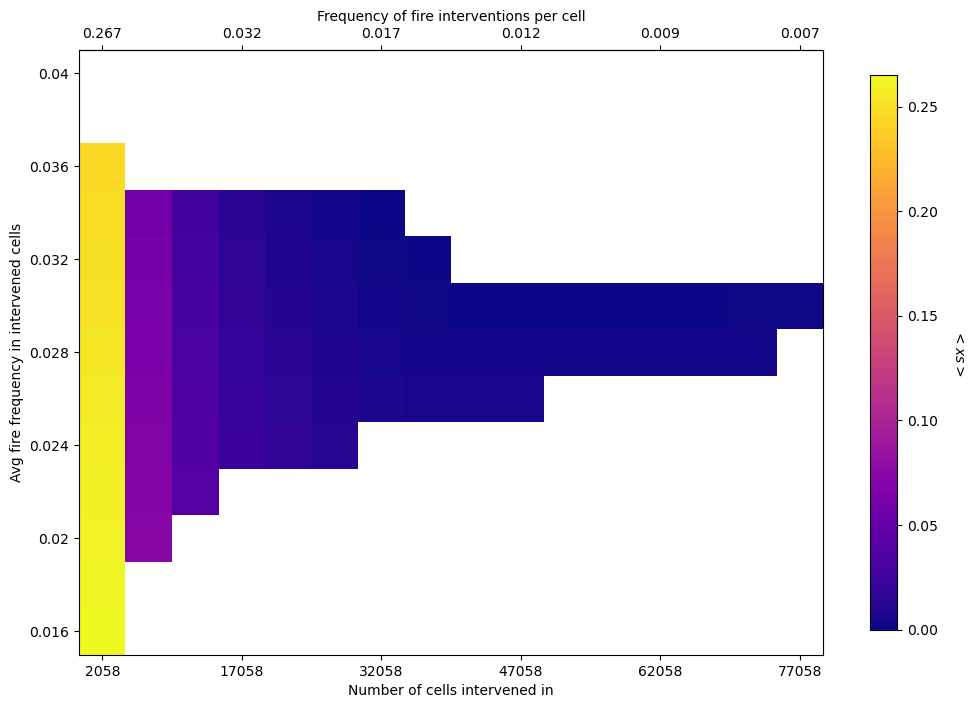 Frequency of fire interventions per cell
0.267 0.032 0.017 0.012 0.009 0.007
0.04
0.036
0.032
0.028
0.024
0.02
0.016
Avg fire frequency in intervened cells
2058 17058 32058 47058 62058 77058
Number of cells intervened in
0.25
0.20
0.15
0.10
0.05
0.00
< xs >